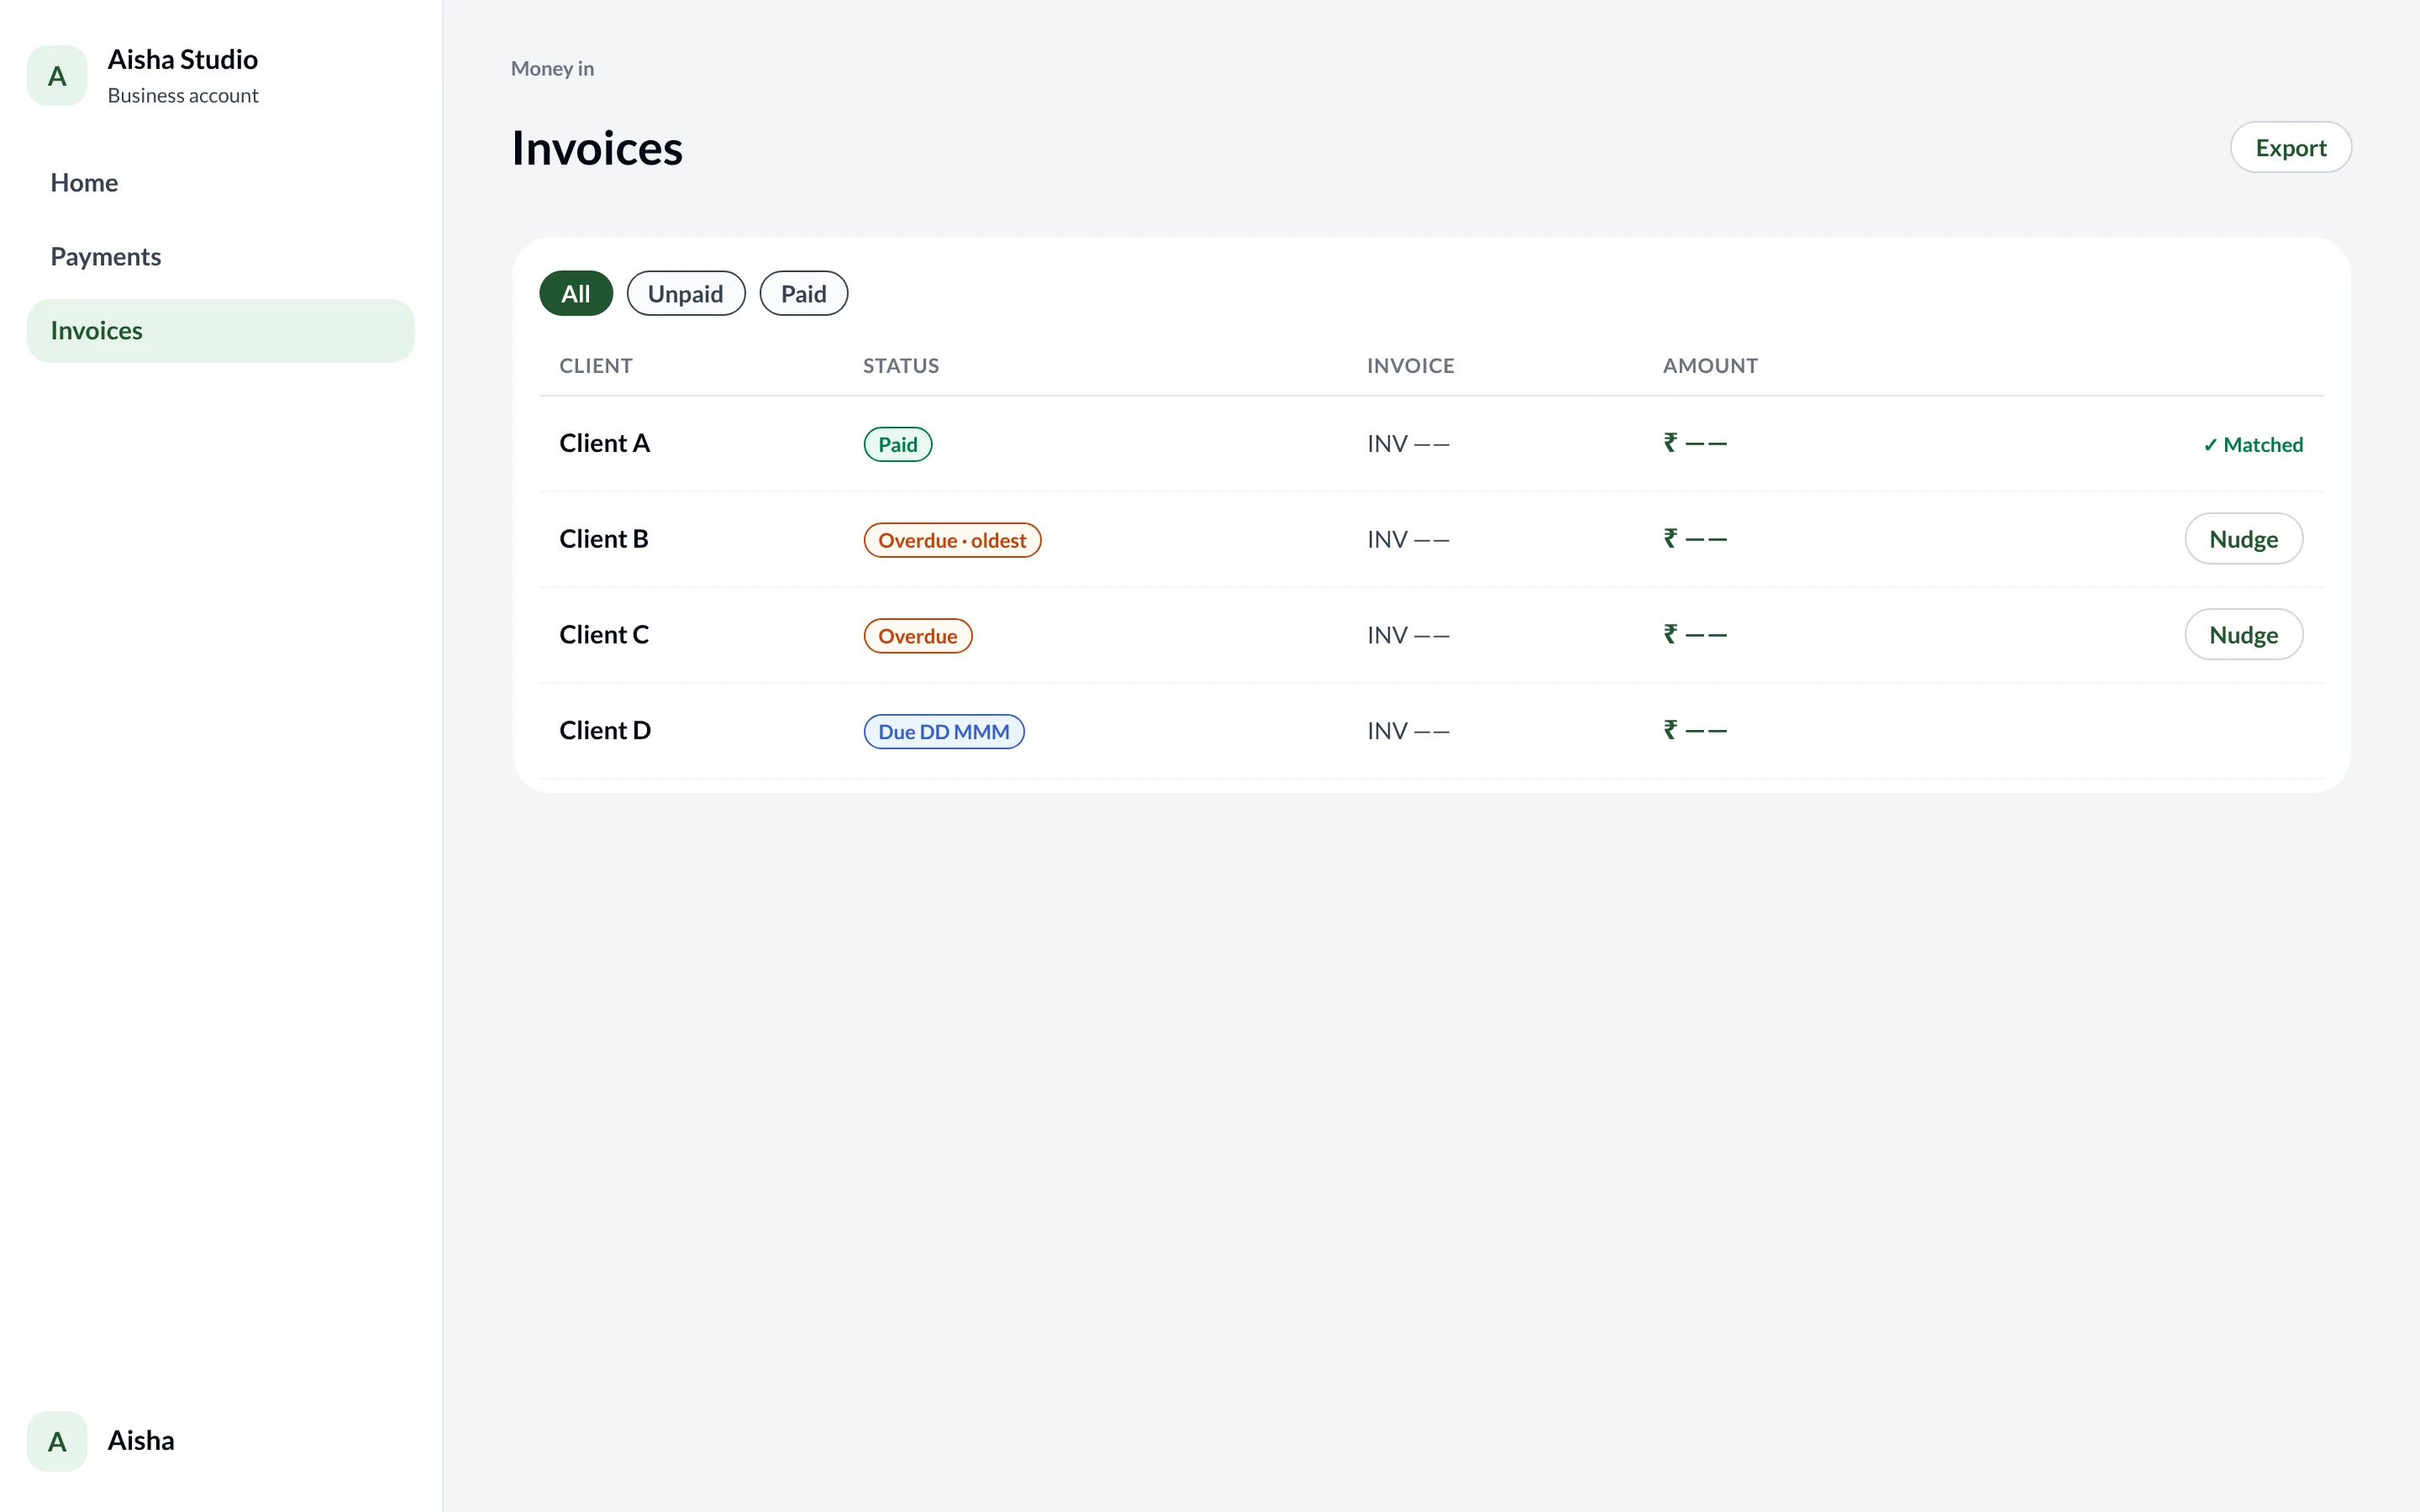 A
Aisha Studio
Business account
Home
Payments
Invoices
A
Aisha
Money in
Invoices
Export
All Unpaid Paid
CLIENT STATUS INVOICE AMOUNT
Client A Paid INV —— ₹ —— ✓ Matched
Client B Overdue · oldest INV —— ₹ —— Nudge
Client C Overdue INV —— ₹ —— Nudge
Client D Due DD MMM INV —— ₹ ——